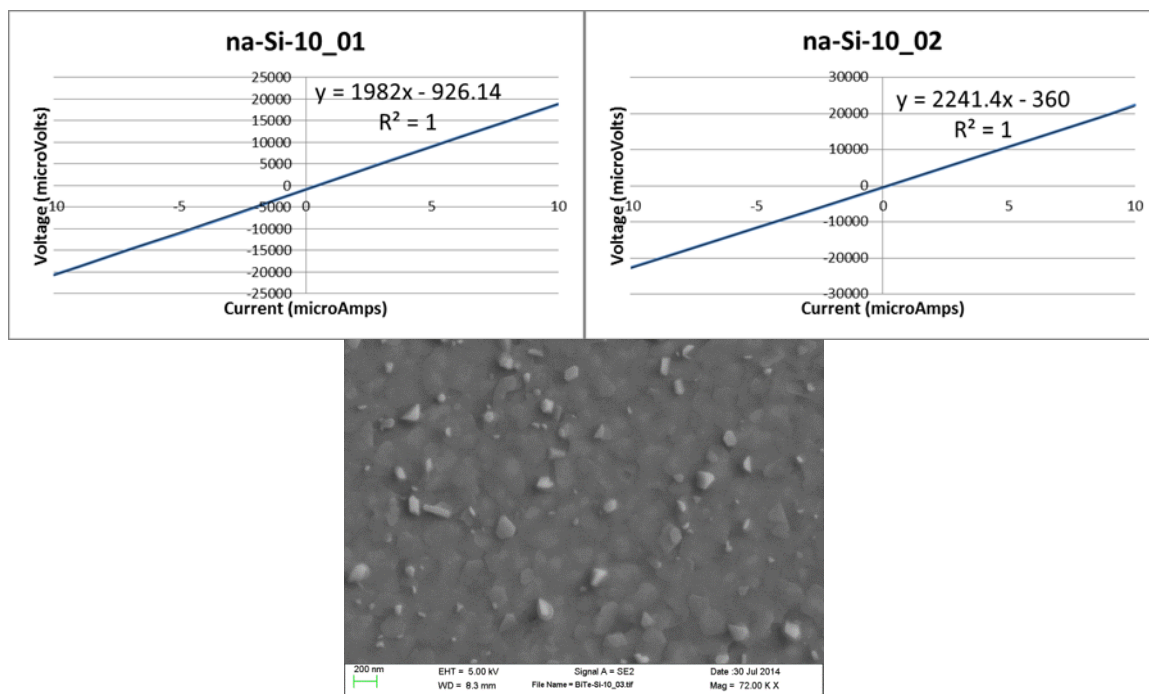 na-Si-10_01
25000
20000
15000
10000
5000
0
-5000
-10000
-15000
-20000
-25000
10
-5
0
5
10
y = 1982x - 926.14
R² = 1
Voltage (microVolts)
Current (microAmps)
na-Si-10_02
30000
20000
10000
0
-10000
-20000
-30000
10
-5
0
5
10
y = 2241.4x - 360
R² = 1
Voltage (microVolts)
Current (microAmps)
200 nm
EHT = 5.00 kV
Signal A = SE2
Date :30 Jul 2014
WD = 8.3 mm
File Name = BiTe-Si-10_03.tif
Mag = 72.00 K X